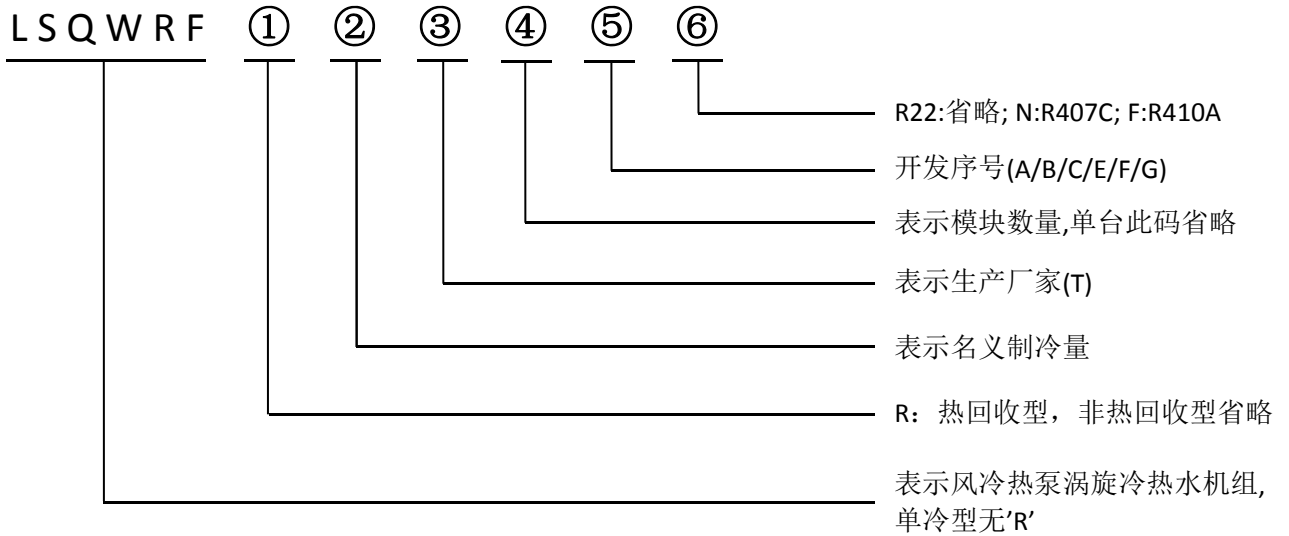 LSQWRF ① ② ③ ④ ⑤ ⑥
R22:省略; N:R407C; F:R410A
开发序号(A/B/C/E/F/G)
表示模块数量,单台此码省略
表示生产厂家(T)
表示名义制冷量
R：热回收型，非热回收型省略
表示风冷热泵涡旋冷热水机组,
单冷型无’R’